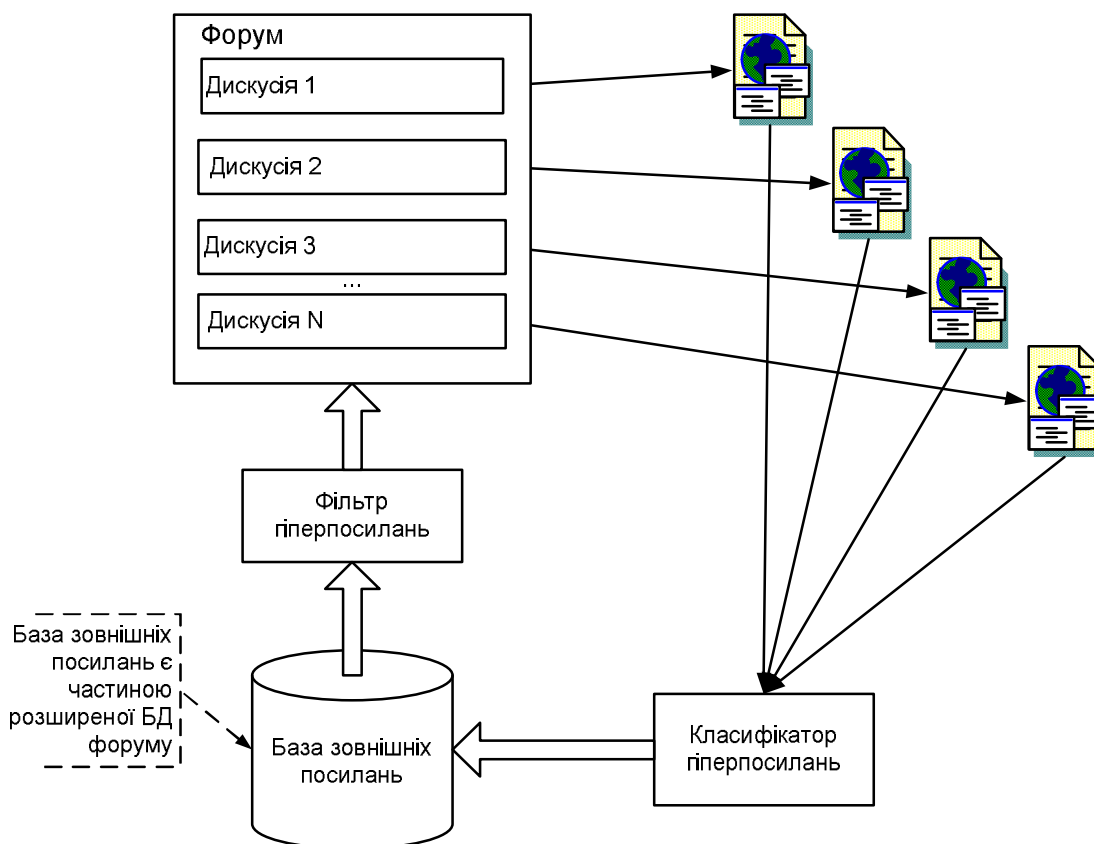 Форум
Дискусія 1
Дискусія 2
Дискусія 3
...
Дискусія N
Фільтр
гіперпосилань
База зовнішніх
посилань є
частиною
розширеної БД
форуму
База зовнішніх
посилань
Класифікатор
гіперпосилань